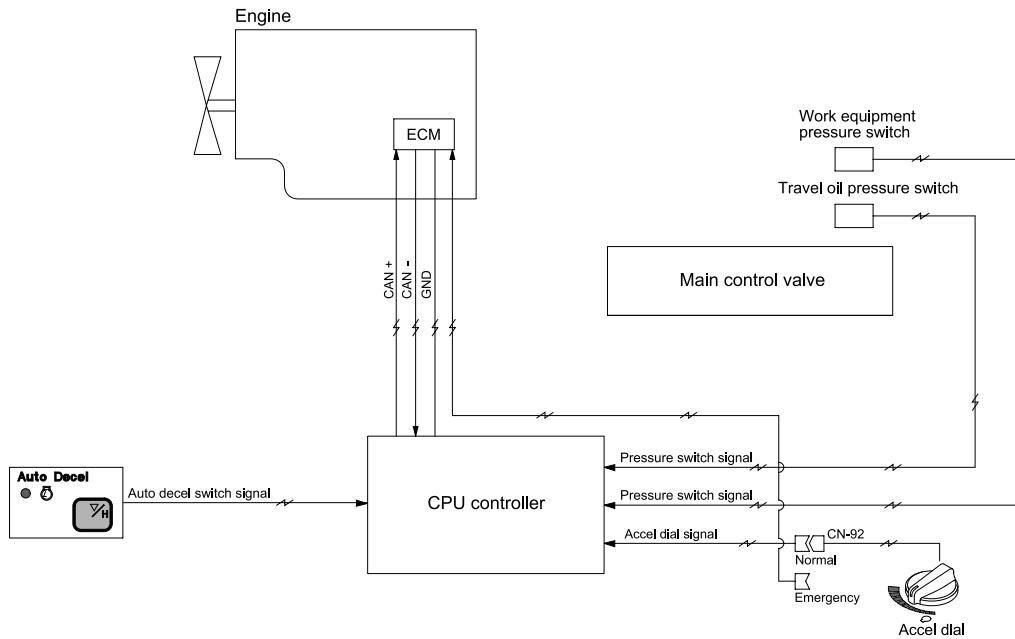 Engine
ECM
Work equipment
pressure switch
Travel oil pressure switch
Main control valve
CAN +
CAN -
GND
Auto Decel
H
Auto decel switch signal
CPU controller
Pressure switch signal
Pressure switch signal
Accel dial signal
CN-92
Normal
Emergency
Accel dial